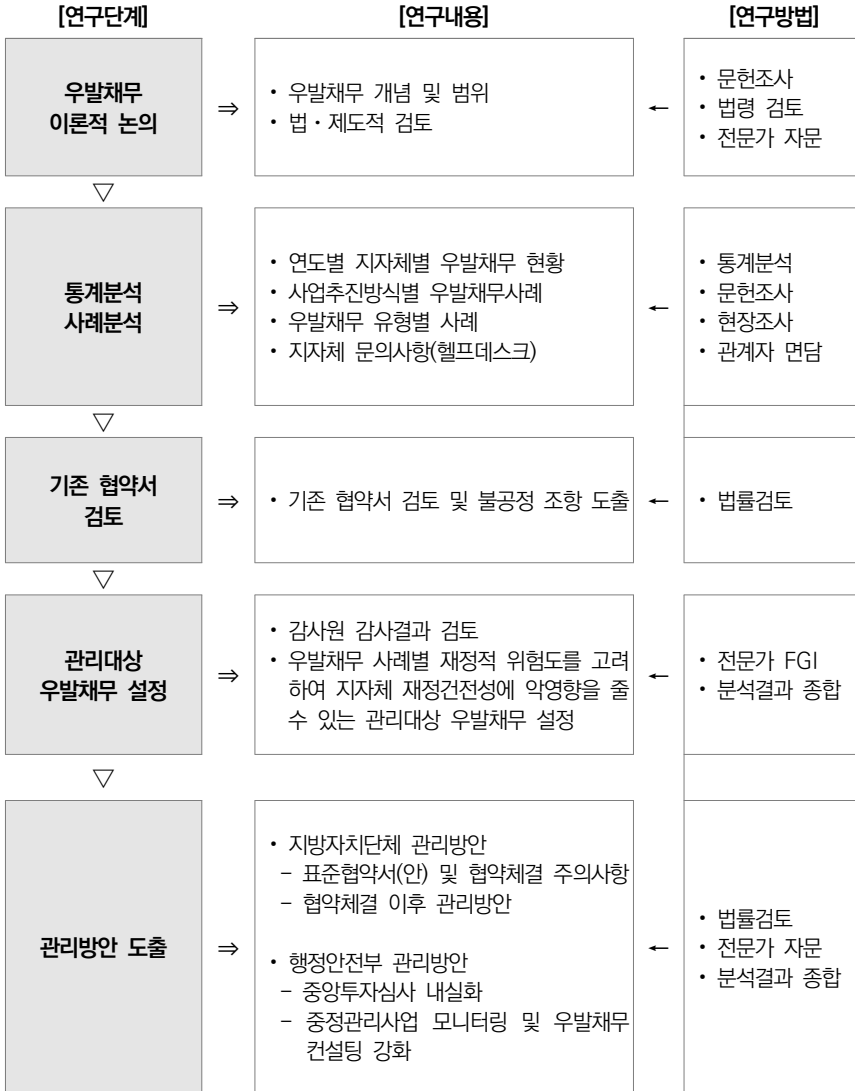 [연구단계] [연구내용] [연구방법]
우발채무
이론적 논의
⇒
• 우발채무 개념 및 범위
• 법·제도적 검토
←
• 문헌조사
• 법령 검토
• 전문가 자문
▽
통계분석
사례분석
⇒
• 연도별 지자체별 우발채무 현황
• 사업추진방식별 우발채무사례
• 우발채무 유형별 사례
• 지자체 문의사항(헬프데스크)
←
• 통계분석
• 문헌조사
• 현장조사
• 관계자 면담
▽
기존 협약서
검토
⇒
• 기존 협약서 검토 및 불공정 조항 도출
←
• 법률검토
▽
관리대상
우발채무 설정
⇒
• 감사원 감사결과 검토
• 우발채무 사례별 재정적 위험도를 고려
하여 지자체 재정건전성에 악영향을 줄
수 있는 관리대상 우발채무 설정
←
• 전문가 FGI
• 분석결과 종합
▽
관리방안 도출
⇒
• 지방자치단체 관리방안
- 표준협약서(안) 및 협약체결 주의사항
- 협약체결 이후 관리방안
• 행정안전부 관리방안
- 중앙투자심사 내실화
- 중점관리사업 모니터링 및 우발채무
컨설팅 강화
←
• 법률검토
• 전문가 자문
• 분석결과 종합